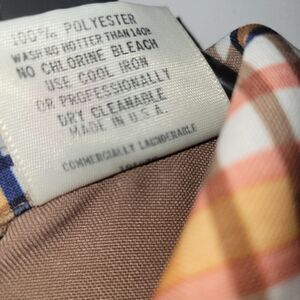 100% POLYESTER
WASH NO HOTTER THAN 140F
NO CHLORINE BLEACH
USE COOL IRON
OR PROFESSIONALLY
DRY CLEANABLE
MADE IN U.S.A.
COMMERCIALLY LAUNDERABLE